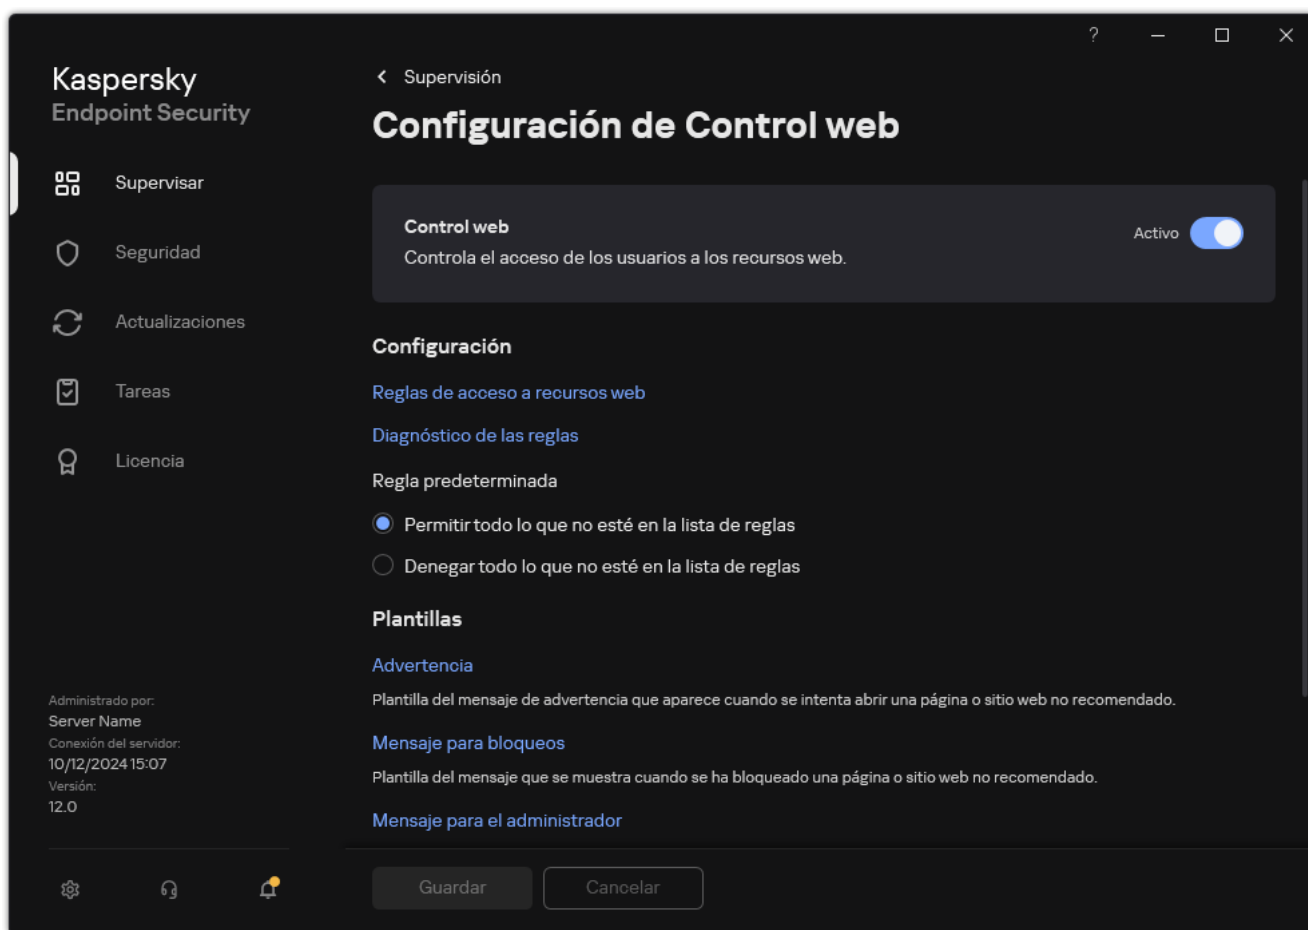 ?
Kaspersky
Endpoint Security
Supervisar
Seguridad
Actualizaciones
Tareas
Licencia
Administrado por:
Server Name
Conexión del servidor:
10/12/2024 15:07
Versión:
12.0
Supervisión
Configuración de Control web
Control web
Controla el acceso de los usuarios a los recursos web.
Activo
Configuración
Reglas de acceso a recursos web
Diagnóstico de las reglas
Regla predeterminada
Permitir todo lo que no esté en la lista de reglas
Denegar todo lo que no esté en la lista de reglas
Plantillas
Advertencia
Plantilla del mensaje de advertencia que aparece cuando se intenta abrir una página o sitio web no recomendado.
Mensaje para bloqueos
Plantilla del mensaje que se muestra cuando se ha bloqueado una página o sitio web no recomendado.
Mensaje para el administrador
Guardar
Cancelar